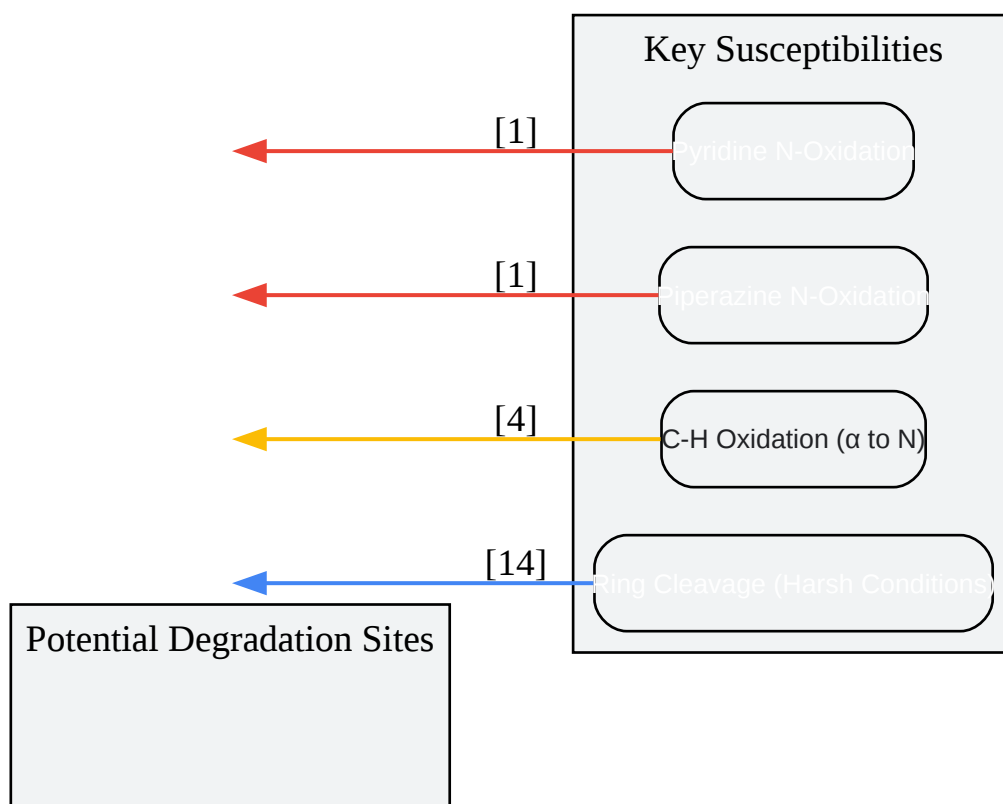 Key Susceptibilities
[1]
Pyridine N-Oxidation
[1]
Piperazine N-Oxidation
[4]
C-H Oxidation (α to N)
[14]
Ring Cleavage (Harsh Conditions)
Potential Degradation Sites